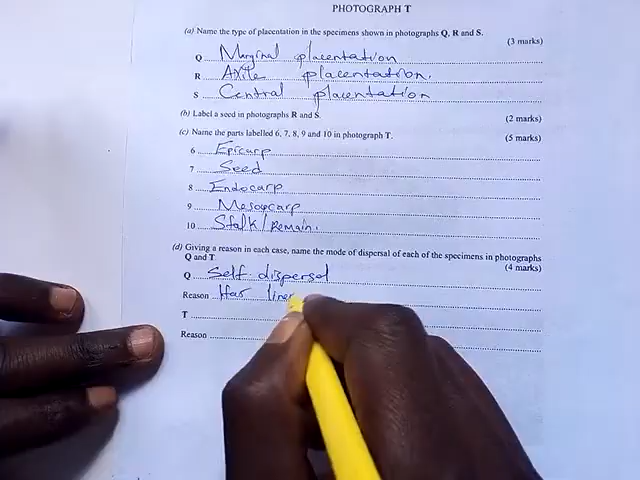 PHOTOGRAPH T
(a) Name the type of placentation in the specimens shown in photographs Q, R and S.
(3 marks)
Q Marginal placentation
R Axile placentation.
S Central placentation
(b) Label a seed in photographs R and S.
(2 marks)
(c) Name the parts labelled 6, 7, 8, 9 and 10 in photograph T.
(5 marks)
6 Epicarp
7 Seed
8 Endocarp
9 Mesocarp
10 Stalk/Remain.
(d) Giving a reason in each case, name the mode of dispersal of each of the specimens in photographs
Q and T.
(4 marks)
Q Self dispersal
Reason Has
T
Reason